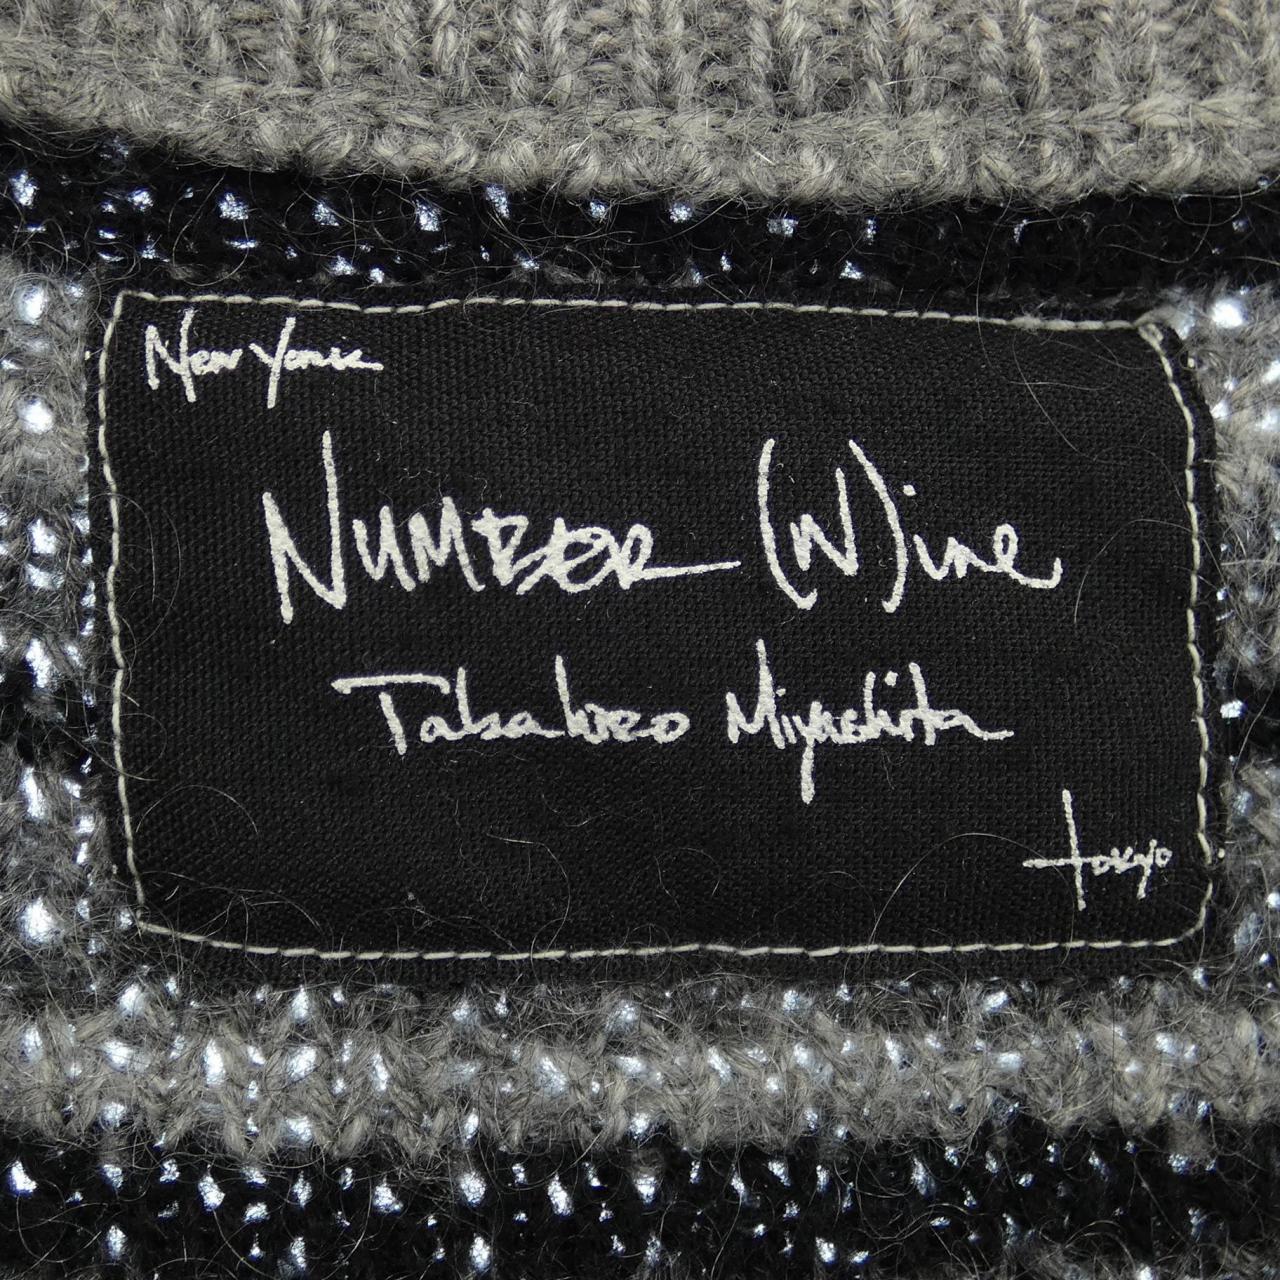 New York
NUMBER (N)ine
Takahiro Miyashita
tokyo